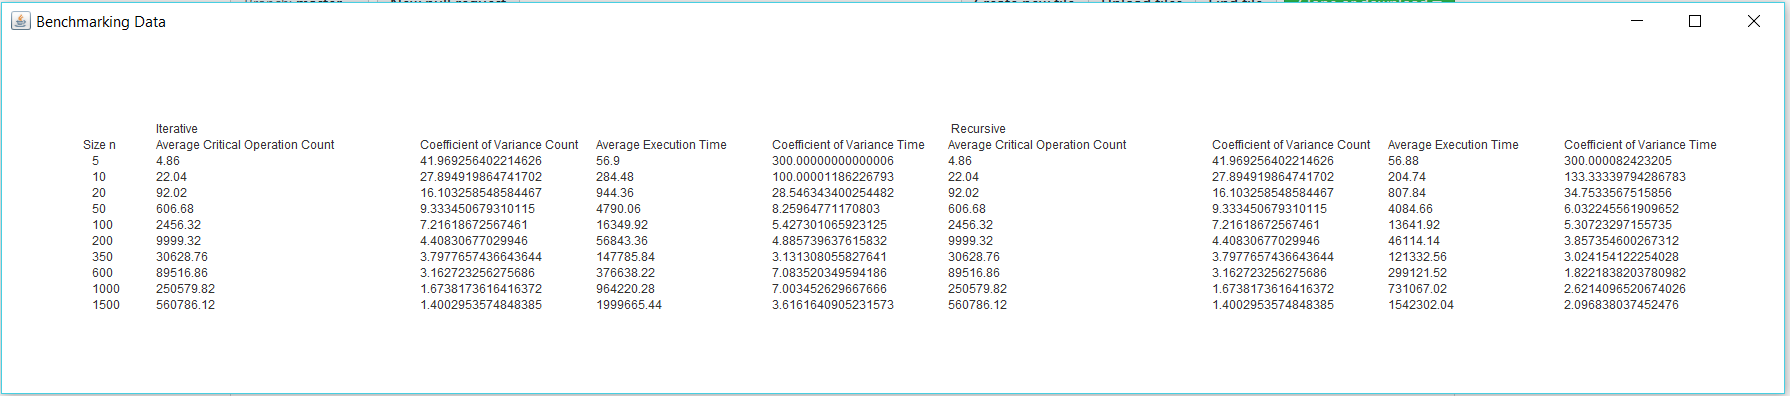 Benchmarking Data
Iterative Recursive
Size n Average Critical Operation Count Coefficient of Variance Count Average Execution Time Coefficient of Variance Time Average Critical Operation Count Coefficient of Variance Count Average Execution Time Coefficient of Variance Time
5 4.86 41.969256402214626 56.9 300.00000000000006 4.86 41.969256402214626 56.88 300.000082423205
10 22.04 27.894919864741702 284.48 100.00001186226793 22.04 27.894919864741702 204.74 133.33339794286783
20 92.02 16.103258548584467 944.36 28.546343400254482 92.02 16.103258548584467 807.84 34.7533567515856
50 606.68 9.333450679310115 4790.06 8.25964771170803 606.68 9.333450679310115 4084.66 6.032245561909652
100 2456.32 7.21618672567461 16349.92 5.427301065923125 2456.32 7.21618672567461 13641.92 5.30723297155735
200 9999.32 4.40830677029946 56843.36 4.885739637615832 9999.32 4.40830677029946 46114.14 3.857354600267312
350 30628.76 3.7977657436643644 147785.84 3.131308055827641 30628.76 3.7977657436643644 121332.56 3.024154122254028
600 89516.86 3.162723256275686 376638.22 7.083520349594186 89516.86 3.162723256275686 299121.52 1.8221838203780982
1000 250579.82 1.6738173616416372 964220.28 7.003452629667666 250579.82 1.6738173616416372 731067.02 2.6214096520674026
1500 560786.12 1.4002953574848385 1999665.44 3.6161640905231573 560786.12 1.4002953574848385 1542302.04 2.096838037452476